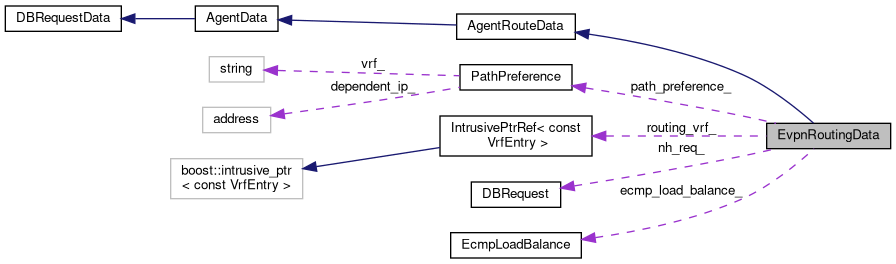 DBRequestData
AgentData
AgentRouteData
string
vrf_
PathPreference
dependent_ip_
path_preference_
address
IntrusivePtrRef< const
VrfEntry >
routing_vrf_
EvpnRoutingData
nh_req_
boost::intrusive_ptr
< const VrfEntry >
DBRequest
ecmp_load_balance_
EcmpLoadBalance